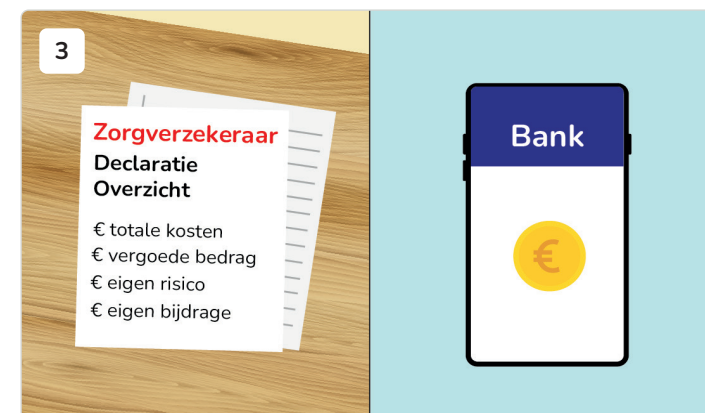 3
Zorgverzekeraar
Declaratie
Overzicht
€ totale kosten
€ vergoede bedrag
€ eigen risico
€ eigen bijdrage
Bank
€